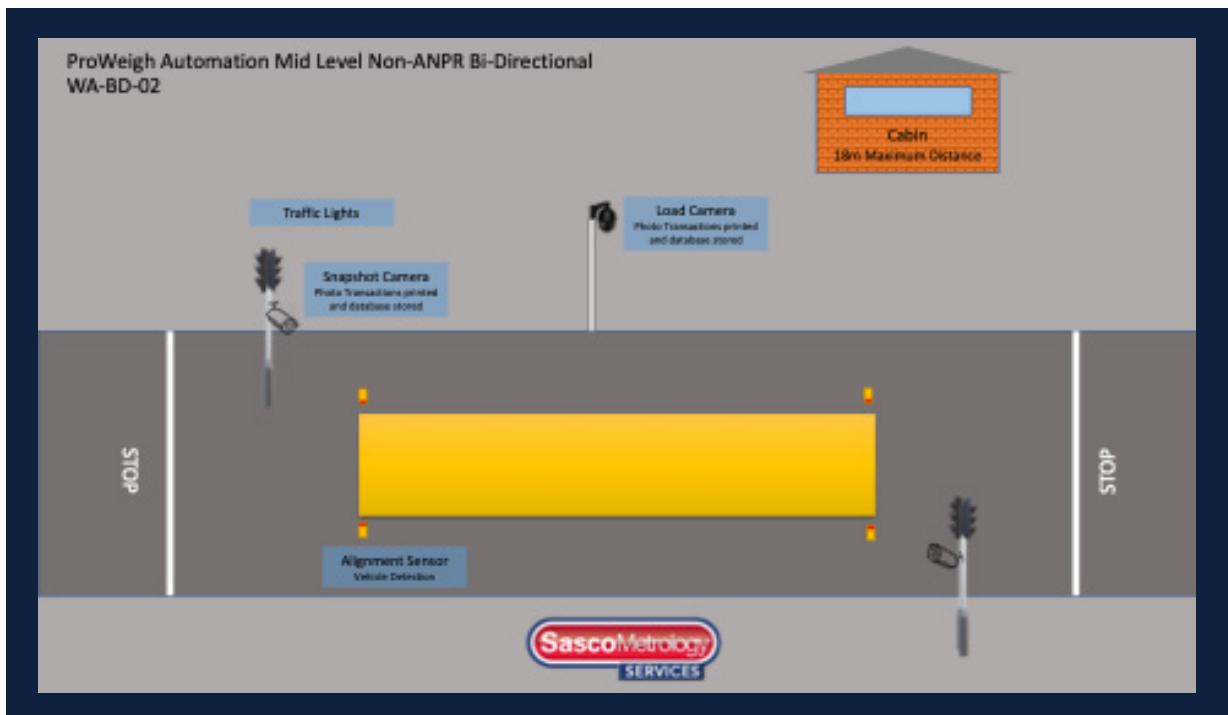 ProWeigh Automation Mid Level Non-ANPR Bi-Directional
WA-BD-02
Cabin
18m Maximum Distance
Traffic Lights
Load Camera
Photo Transactions printed
and database stored
Snapshot Camera
Photo Transactions printed
and database stored
STOP
STOP
Alignment Sensor
Vehicle Detection
SascoMetrology
SERVICES